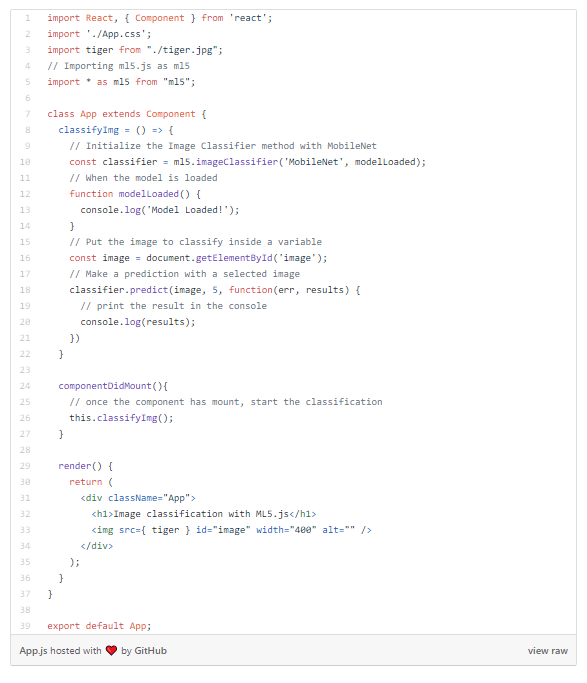 1 import React, { Component } from 'react';
2 import './App.css';
3 import tiger from "./tiger.jpg";
4 // Importing ml5.js as ml5
5 import * as ml5 from "ml5";
6
7 class App extends Component {
8   classifyImg = () => {
9     // Initialize the Image Classifier method with MobileNet
10     const classifier = ml5.imageClassifier('MobileNet', modelLoaded);
11     // When the model is loaded
12     function modelLoaded() {
13       console.log('Model Loaded!');
14     }
15     // Put the image to classify inside a variable
16     const image = document.getElementById('image');
17     // Make a prediction with a selected image
18     classifier.predict(image, 5, function(err, results) {
19       // print the result in the console
20       console.log(results);
21     })
22   }
23
24   componentDidMount(){
25     // once the component has mount, start the classification
26     this.classifyImg();
27   }
28
29   render() {
30     return (
31       <div className="App">
32         <h1>Image classification with ML5.js</h1>
33         <img src={ tiger } id="image" width="400" alt="" />
34       </div>
35     );
36   }
37 }
38
39 export default App;
App.js hosted with ❤ by GitHub view raw